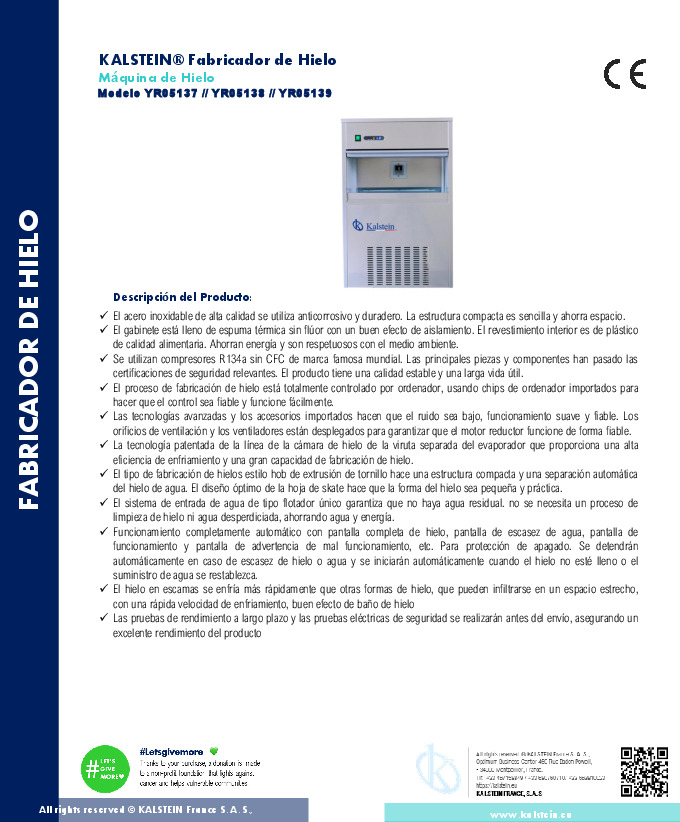 KALSTEIN® Fabricador de Hielo
Máquina de Hielo
Modelo YR05137 // YR05138 // YR05139
FABRICADOR DE HIELO
Kalstein
Descripción del Producto:
✓ El acero inoxidable de alta calidad se utiliza anticorrosivo y duradero. La estructura compacta es sencilla y ahorra espacio.
✓ El gabinete está lleno de espuma térmica sin flúor con un buen efecto de aislamiento. El revestimiento interior es de plástico
de calidad alimentaria. Ahorran energía y son respetuosos con el medio ambiente.
✓ Se utilizan compresores R134a sin CFC de marca famosa mundial. Las principales piezas y componentes han pasado las
certificaciones de seguridad relevantes. El producto tiene una calidad estable y una larga vida útil.
✓ El proceso de fabricación de hielo está totalmente controlado por ordenador, usando chips de ordenador importados para
hacer que el control sea fiable y funcione fácilmente.
✓ Las tecnologías avanzadas y los accesorios importados hacen que el ruido sea bajo, funcionamiento suave y fiable. Los
orificios de ventilación y los ventiladores están desplegados para garantizar que el motor reductor funcione de forma fiable.
✓ La tecnología patentada de la línea de la cámara de hielo de la viruta separada del evaporador que proporciona una alta
eficiencia de enfriamiento y una gran capacidad de fabricación de hielo.
✓ El tipo de fabricación de hielos estilo hob de extrusión de tornillo hace una estructura compacta y una separación automática
del hielo de agua. El diseño óptimo de la hoja de skate hace que la forma del hielo sea pequeña y práctica.
✓ El sistema de entrada de agua de tipo flotador único garantiza que no haya agua residual. no se necesita un proceso de
limpieza de hielo ni agua desperdiciada, ahorrando agua y energía.
✓ Funcionamiento completamente automático con pantalla completa de hielo, pantalla de escasez de agua, pantalla de
funcionamiento y pantalla de advertencia de mal funcionamiento, etc. Para protección de apagado. Se detendrán
automáticamente en caso de escasez de hielo o agua y se iniciarán automáticamente cuando el hielo no esté lleno o el
suministro de agua se restablezca.
✓ El hielo en escamas se enfría más rápidamente que otras formas de hielo, que pueden infiltrarse en un espacio estrecho,
con una rápida velocidad de enfriamiento, buen efecto de baño de hielo
✓ Las pruebas de rendimiento a largo plazo y las pruebas eléctricas de seguridad se realizarán antes del envío, asegurando un
excelente rendimiento del producto
# LET'S
GIVE
MORE
#Letsgivemore
Thanks to your purchase, a donation is made
to a non-profit foundation that fights against
cancer and helps vulnerable communities
All rights reserved ® KALSTEIN France S. A. S.,
https://kalstein.eu
KALSTEIN FRANCE, S.A.S
All rights reserved © KALSTEIN France S.A.S.,
www.kalstein.eu